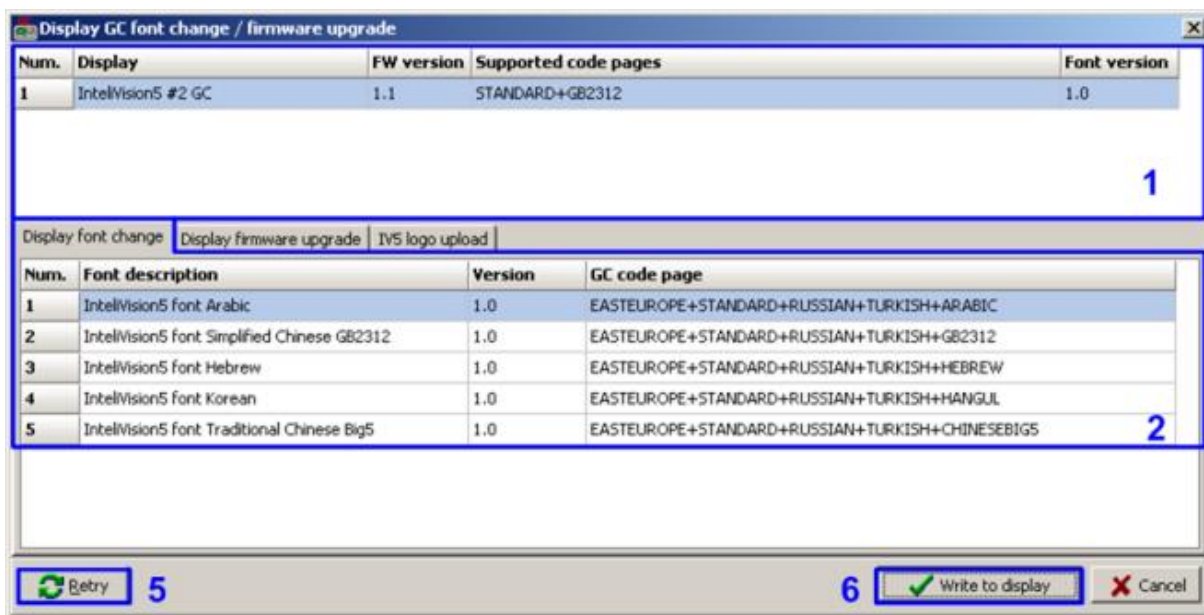 Display GC font change / firmware upgrade
Num. Display FW version Supported code pages Font version
1 InteliVision5 #2 GC 1.1 STANDARD+GB2312 1.0
1
Display font change Display firmware upgrade IV5 logo upload
Num. Font description Version GC code page
1 InteliVision5 font Arabic 1.0 EASTEUROPE+STANDARD+RUSSIAN+TURKISH+ARABIC
2 InteliVision5 font Simplified Chinese GB2312 1.0 EASTEUROPE+STANDARD+RUSSIAN+TURKISH+GB2312
3 InteliVision5 font Hebrew 1.0 EASTEUROPE+STANDARD+RUSSIAN+TURKISH+HEBREW
4 InteliVision5 font Korean 1.0 EASTEUROPE+STANDARD+RUSSIAN+TURKISH+HANGUL
5 InteliVision5 font Traditional Chinese Big5 1.0 EASTEUROPE+STANDARD+RUSSIAN+TURKISH+CHINESEBIG5 2
Retry 5 6 Write to display Cancel